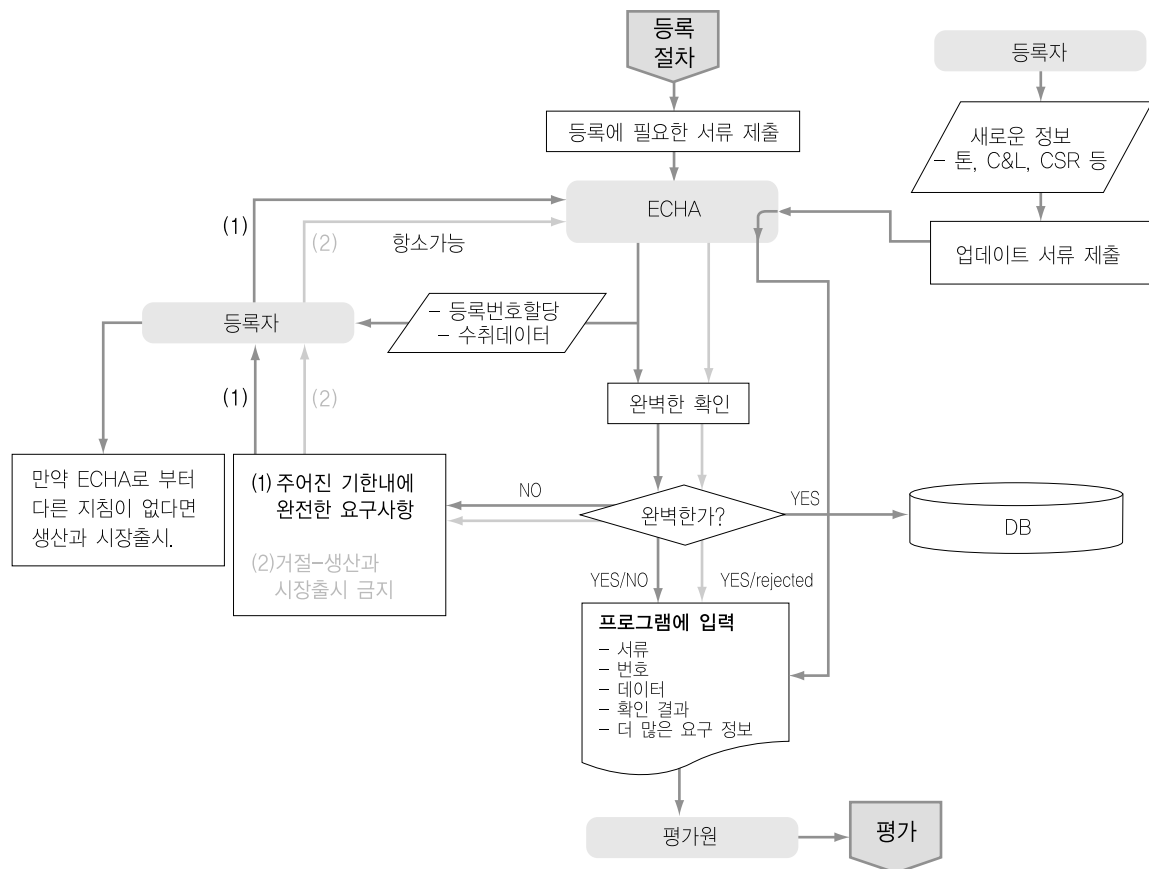 등록
절차
등록자
등록에 필요한 서류 제출
새로운 정보
- 톤, C&L, CSR 등
ECHA
(1)
(2)
항소가능
업데이트 서류 제출
등록자
- 등록번호할당
- 수취데이터
(1)
(2)
완벽한 확인
만약 ECHA로 부터
다른 지침이 없다면
생산과 시장출시.
(1) 주어진 기한내에
완전한 요구사항
(2)거절-생산과
시장출시 금지
NO
완벽한가?
YES
DB
YES/NO
YES/rejected
프로그램에 입력
- 서류
- 번호
- 데이터
- 확인 결과
- 더 많은 요구 정보
평가원
평가